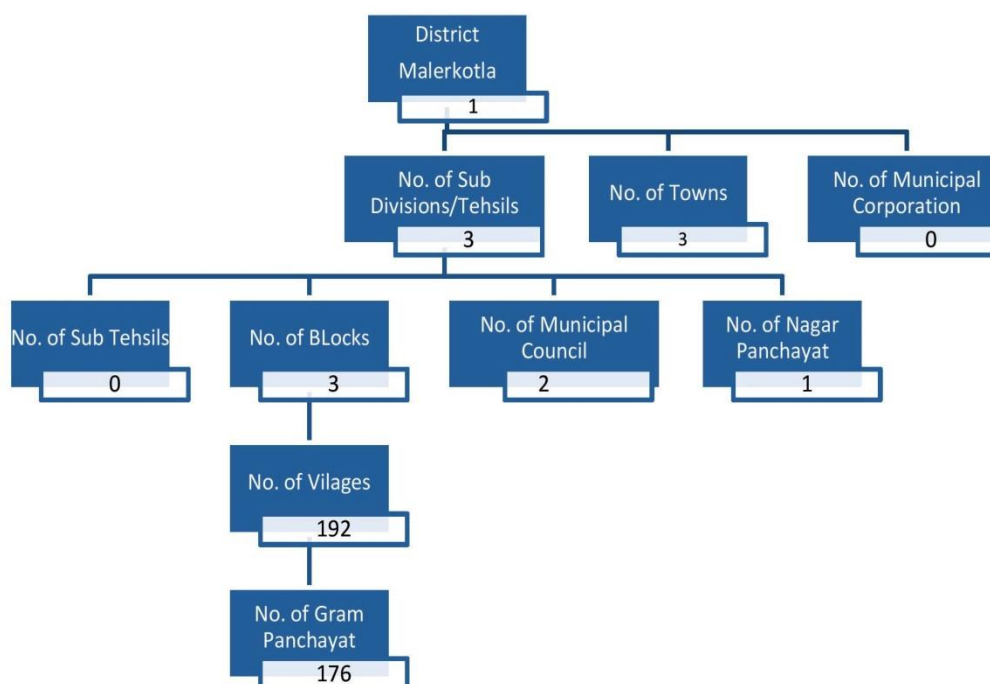 District
Malerkotla
1
No. of Sub
Divisions/Tehsils
3
No. of Towns
3
No. of Municipal
Corporation
0
No. of Sub Tehsils
0
No. of BLocks
3
No. of Municipal
Council
2
No. of Nagar
Panchayat
1
No. of Vilages
192
No. of Gram
Panchayat
176